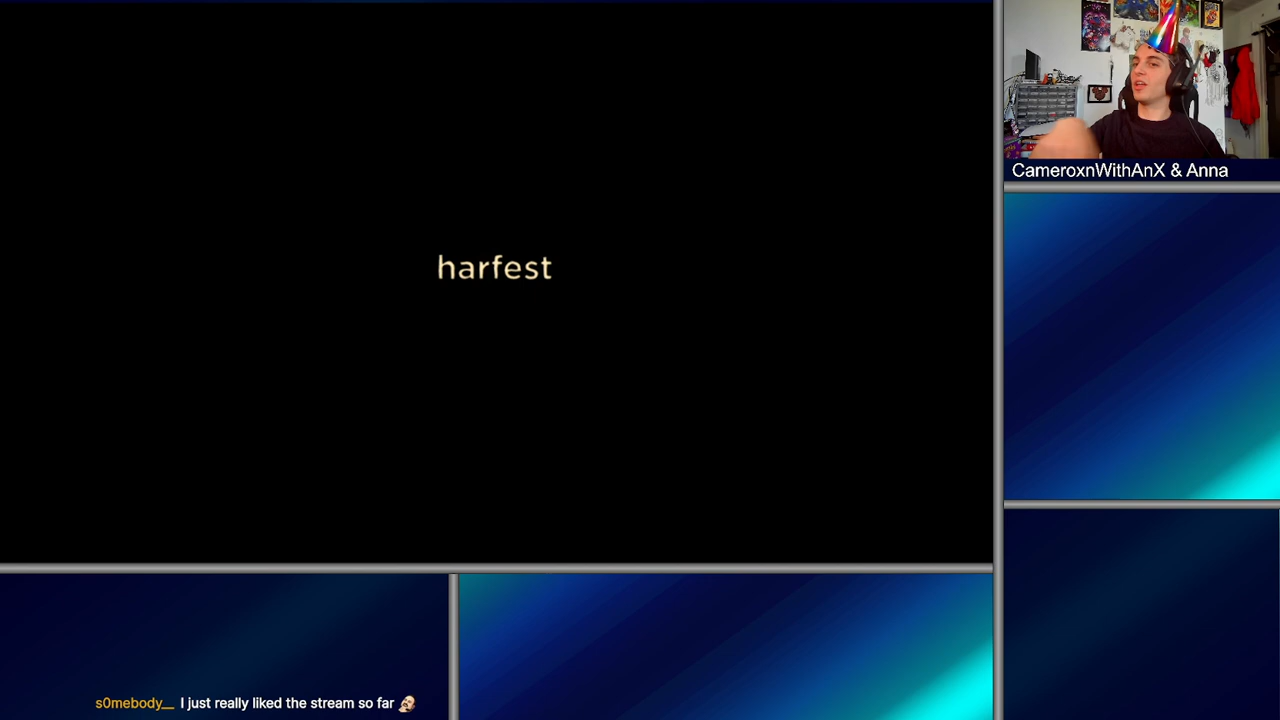 harfest
CameroxnWithAnX & Anna
s0mebody__ I just really liked the stream so far